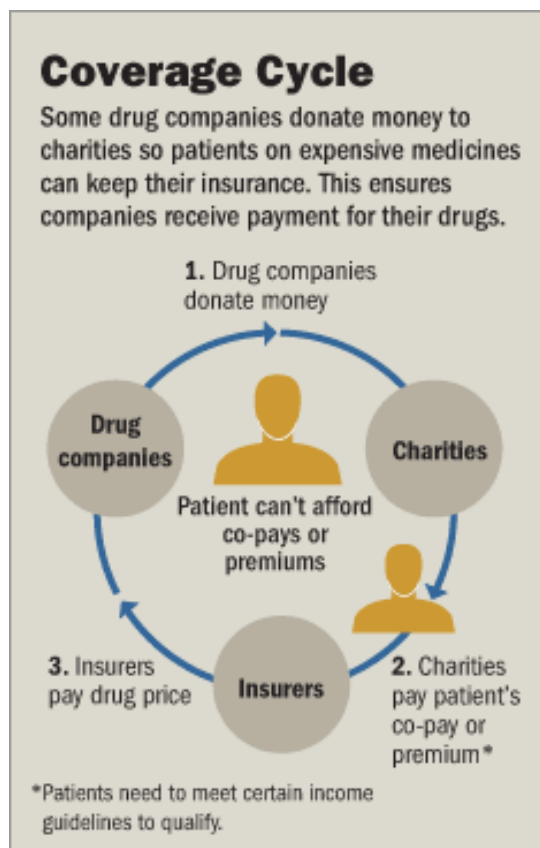 Coverage Cycle
Some drug companies donate money to
charities so patients on expensive medicines
can keep their insurance. This ensures
companies receive payment for their drugs.
1. Drug companies
donate money
Drug
companies
Charities
Patient can't afford
co-pays or
premiums
Insurers
2. Charities
pay patient's
co-pay or
premium*
3. Insurers
pay drug price
*Patients need to meet certain income
guidelines to qualify.